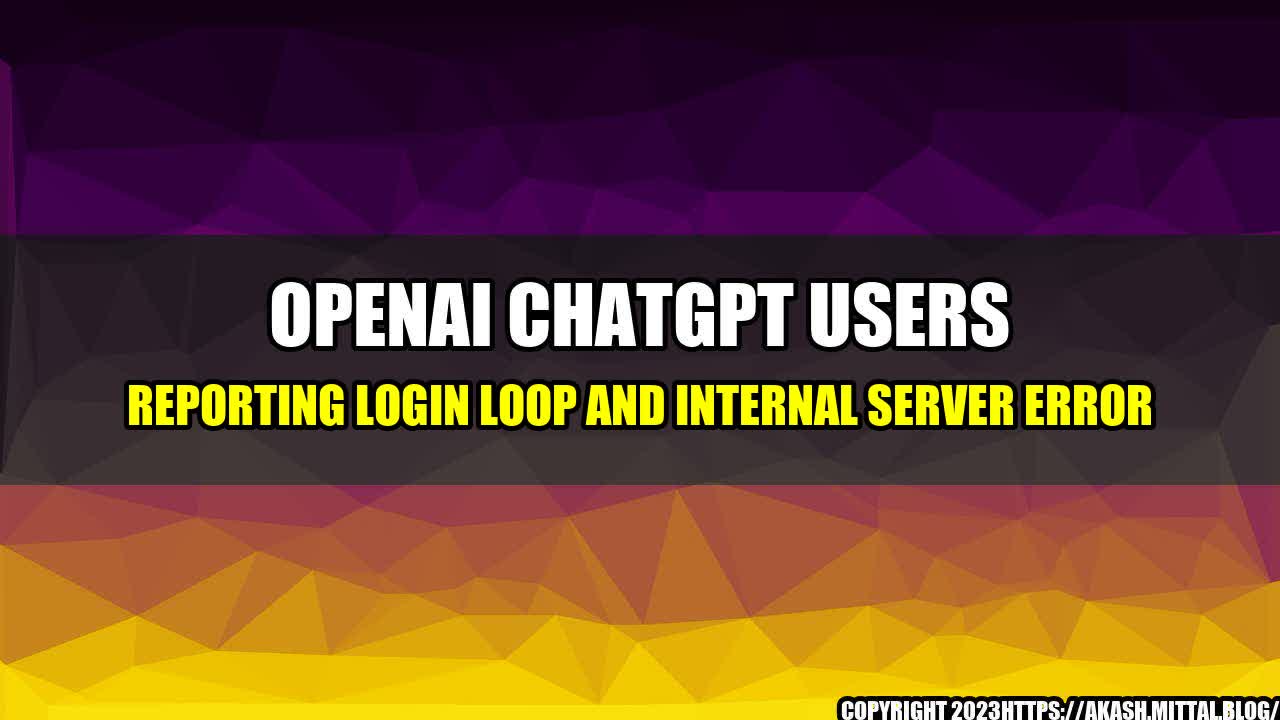 OPENAI CHATGPT USERS
REPORTING LOGIN LOOP AND INTERNAL SERVER ERROR
COPYRIGHT 2023HTTPS://AKASH.MITTAL.BLOG/